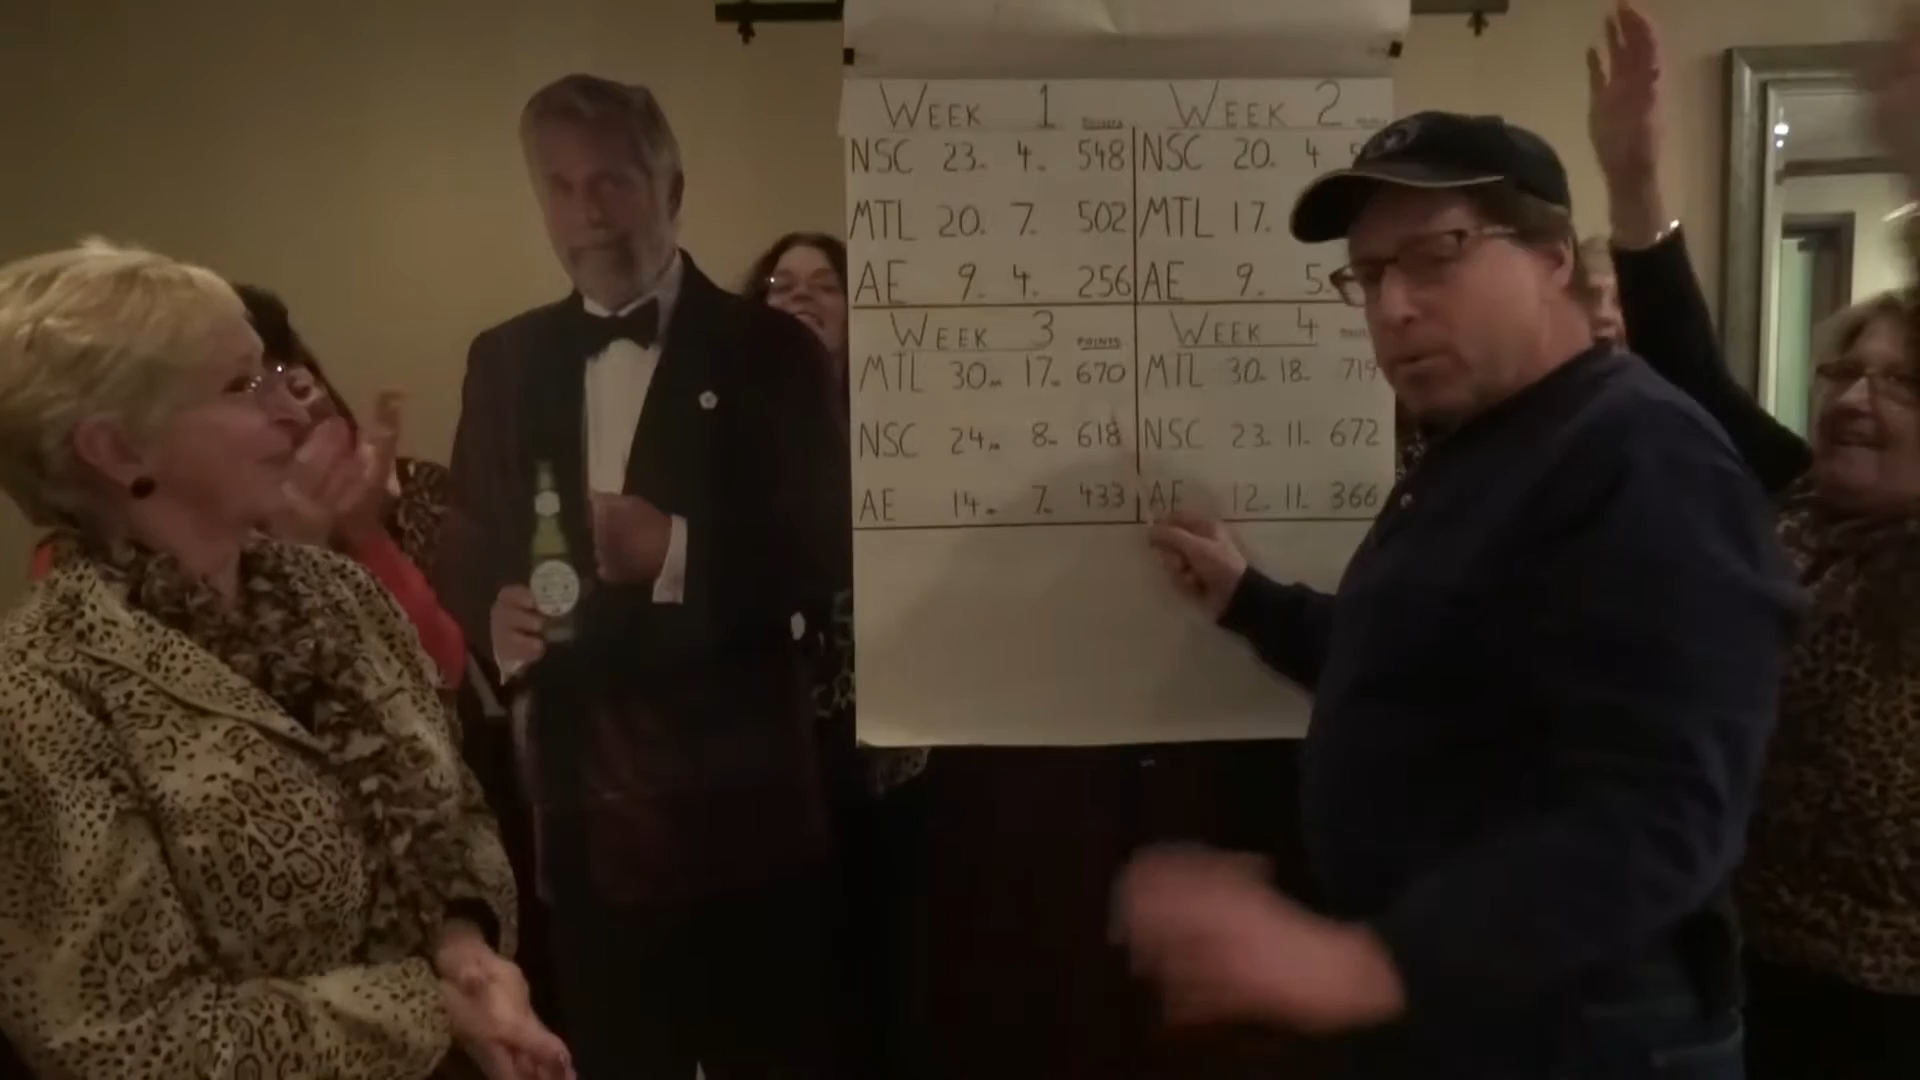 WEEK 1 POINTS
NSC 23. 4. 548
MTL 20. 7. 502
AE 9. 4. 256
WEEK 2
NSC 20. 4
MTL 17.
AE 9. 5.
WEEK 3 POINTS
MTL 30. 17. 670
NSC 24. 8. 618
AE 14. 7. 433
WEEK 4
MTL 30. 18. 719
NSC 23. 11. 672
AE 12. 11. 366